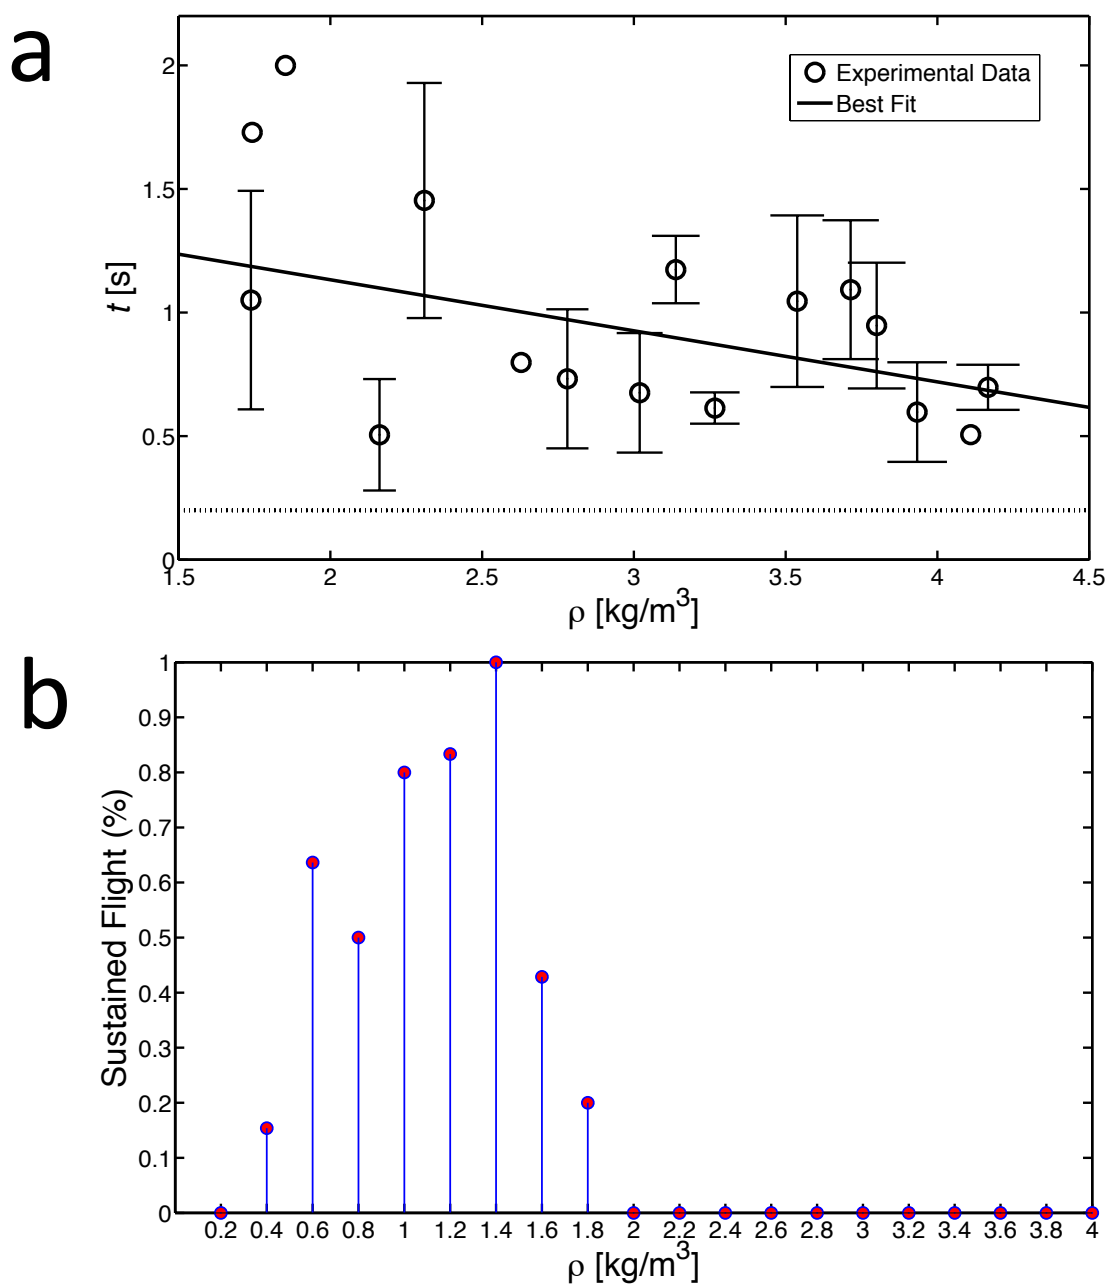 a
2
1.5
1
0.5
0
t [s]
Experimental Data
Best Fit
1.5 2 2.5 3 3.5 4 4.5
ρ [kg/m³]
b
1
0.9
0.8
0.7
0.6
0.5
0.4
0.3
0.2
0.1
0
Sustained Flight (%)
0.2 0.4 0.6 0.8 1 1.2 1.4 1.6 1.8 2 2.2 2.4 2.6 2.8 3 3.2 3.4 3.6 3.8 4
ρ [kg/m³]